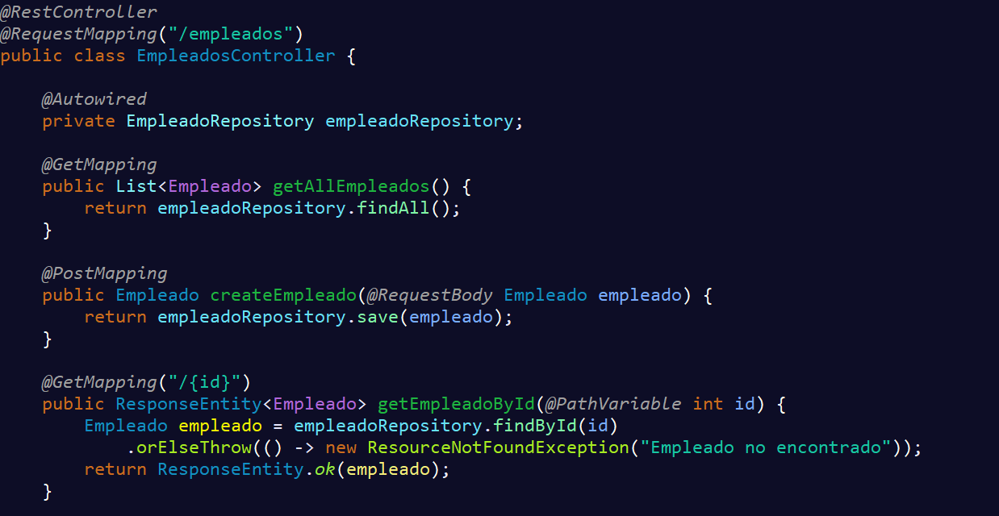 @RestController
@RequestMapping("/empleados")
public class EmpleadosController {
@Autowired
private EmpleadoRepository empleadoRepository;
@GetMapping
public List<Empleado> getAllEmpleados() {
return empleadoRepository.findAll();
}
@PostMapping
public Empleado createEmpleado(@RequestBody Empleado empleado) {
return empleadoRepository.save(empleado);
}
@GetMapping("/{id}")
public ResponseEntity<Empleado> getEmpleadoById(@PathVariable int id) {
Empleado empleado = empleadoRepository.findById(id)
.orElseThrow(() -> new ResourceNotFoundException("Empleado no encontrado"));
return ResponseEntity.ok(empleado);
}